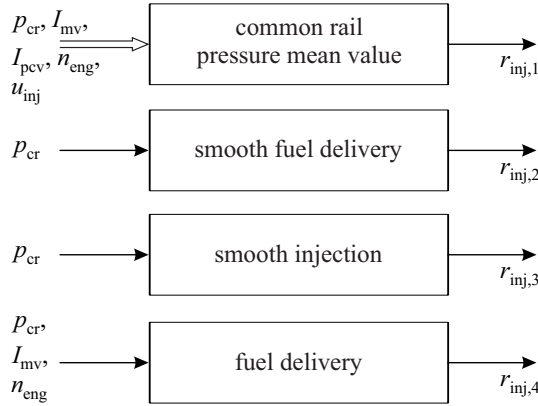 p_cr, I_mv,
I_pcv, n_eng,
u_inj
common rail
pressure mean value
r_inj,1
p_cr
smooth fuel delivery
r_inj,2
p_cr
smooth injection
r_inj,3
p_cr,
I_mv,
n_eng
fuel delivery
r_inj,4